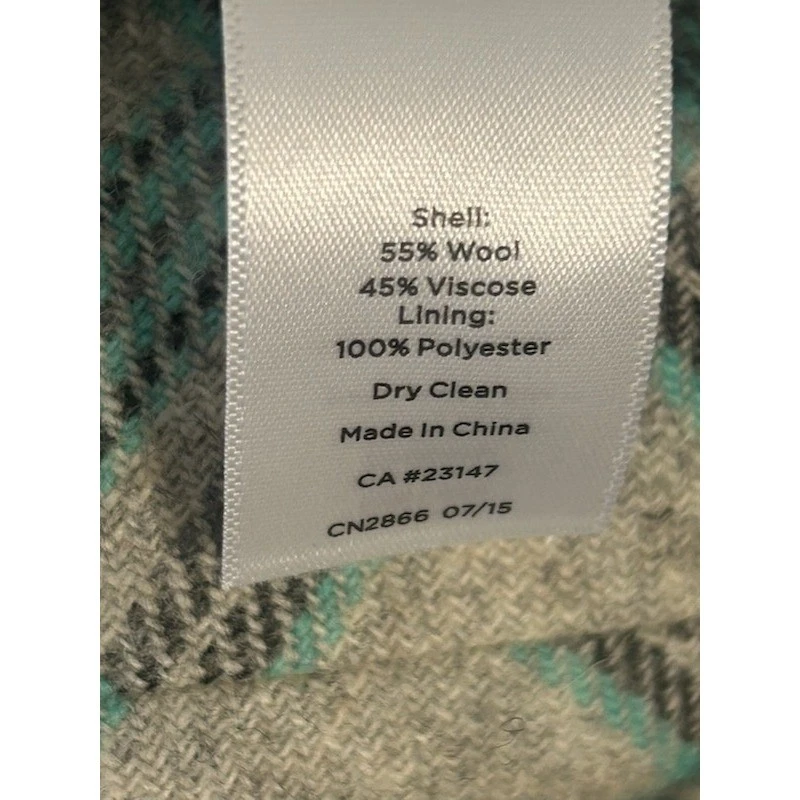 Shell:
55% Wool
45% Viscose
Lining:
100% Polyester
Dry Clean
Made In China
CA #23147
CN2866 07/15